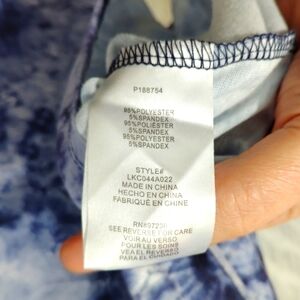 P188754
95%POLYESTER
5%SPANDEX
95%POLIÉSTER
5%SPANDEX
95%POLYESTER
5%SPANDEX
STYLE#
LKC044A022
MADE IN CHINA
HECHO EN CHINA
FABRIQUÉ EN CHINE
RN#97230
SEE REVERSE FOR CARE
VOIR AU VERSO
POUR LES SOINS
VEA EL REVERSO
PARA EL CUIDADO